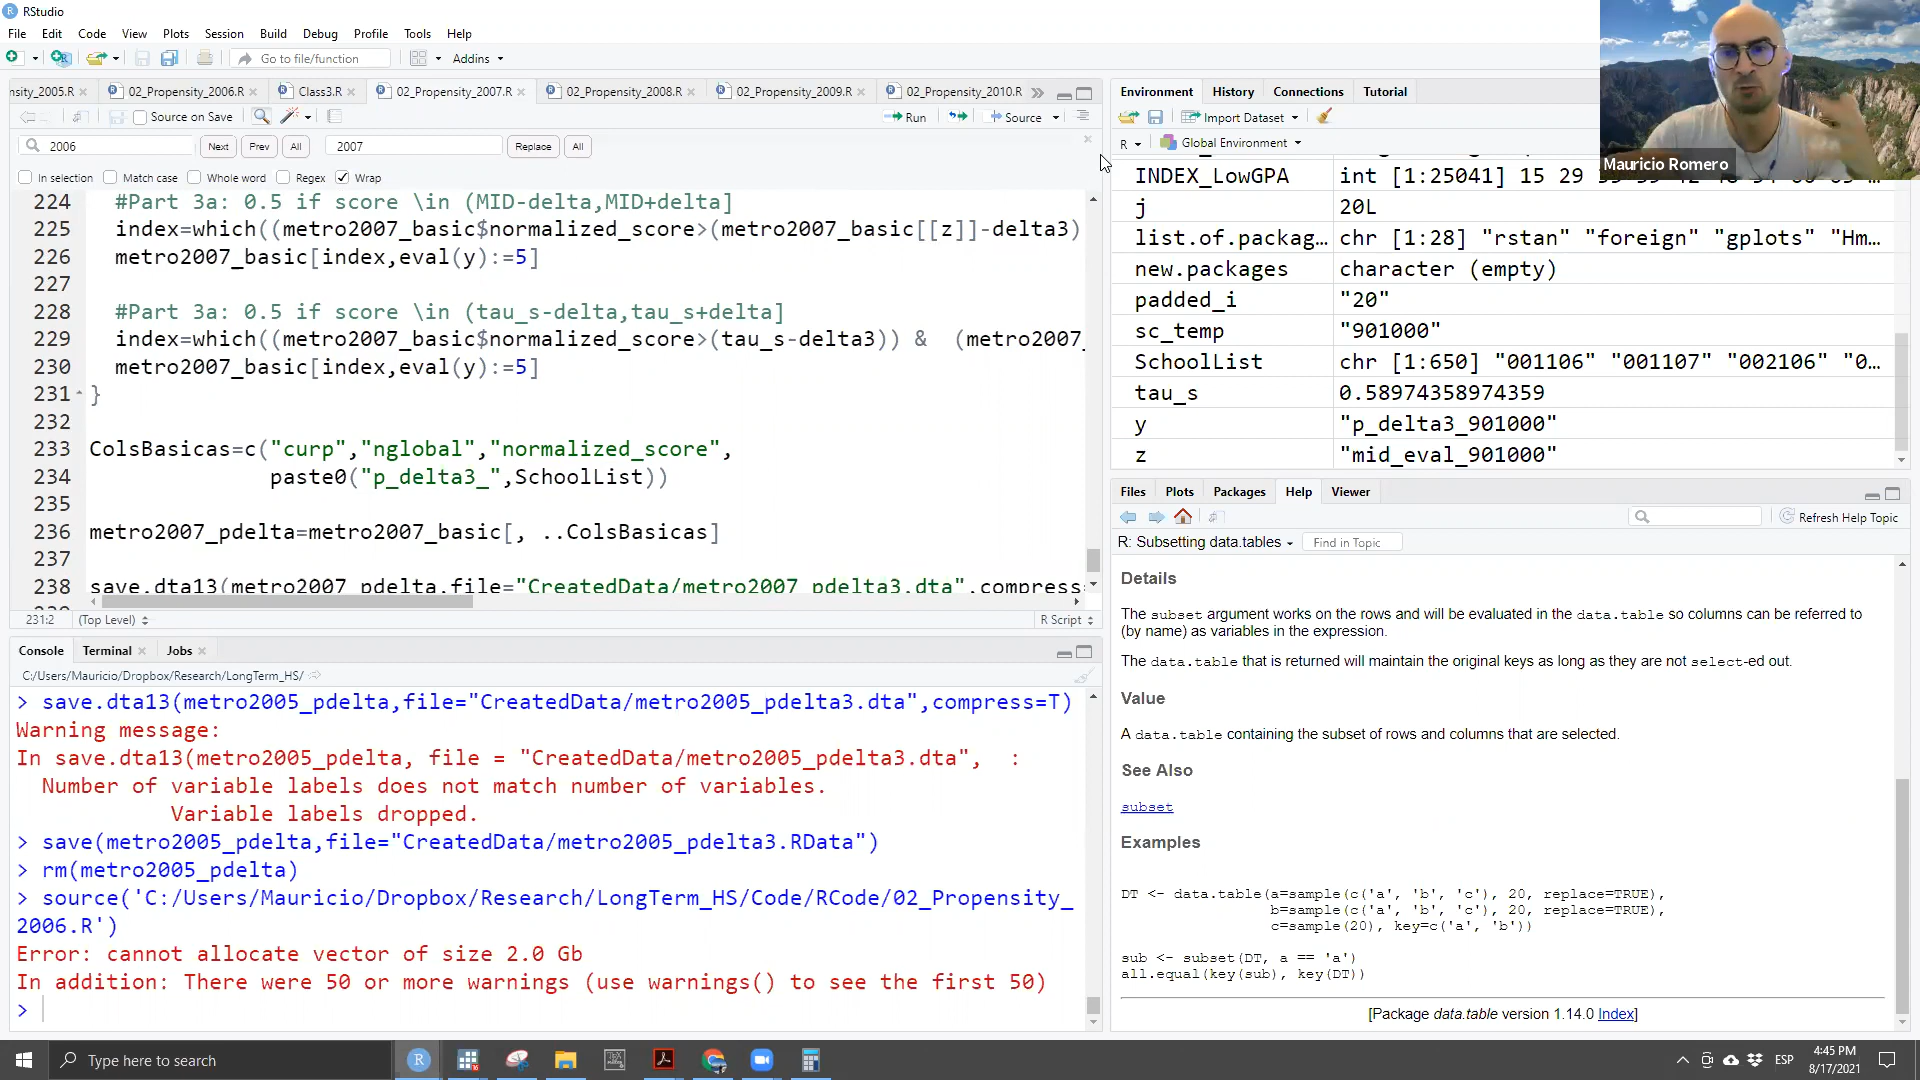 RStudio
File Edit Code View Plots Session Build Debug Profile Tools Help
Go to file/function Addins
nsity_2005.R 02_Propensity_2006.R Class3.R 02_Propensity_2007.R 02_Propensity_2008.R 02_Propensity_2009.R 02_Propensity_2010.R
Source on Save Run Source
2006 Next Prev All 2007 Replace All
In selection Match case Whole word Regex Wrap
224 #Part 3a: 0.5 if score \in (MID-delta,MID+delta]
225 index=which((metro2007_basic$normalized_score>(metro2007_basic[[z]]-delta3)
226 metro2007_basic[index,eval(y):=5]
227
228 #Part 3a: 0.5 if score \in (tau_s-delta,tau_s+delta]
229 index=which((metro2007_basic$normalized_score>(tau_s-delta3)) & (metro2007_
230 metro2007_basic[index,eval(y):=5]
231 }
232
233 ColsBasicas=c("curp","nglobal","normalized_score",
234 paste0("p_delta3_",SchoolList))
235
236 metro2007_pdelta=metro2007_basic[, ..ColsBasicas]
237
238 save.dta13(metro2007_pdelta,file="CreatedData/metro2007_pdelta3.dta",compress=
231:2 (Top Level) R Script
Console Terminal Jobs
C:/Users/Mauricio/Dropbox/Research/LongTerm_HS/
> save.dta13(metro2005_pdelta,file="CreatedData/metro2005_pdelta3.dta",compress=T)
Warning message:
In save.dta13(metro2005_pdelta, file = "CreatedData/metro2005_pdelta3.dta", :
Number of variable labels does not match number of variables.
Variable labels dropped.
> save(metro2005_pdelta,file="CreatedData/metro2005_pdelta3.RData")
> rm(metro2005_pdelta)
> source('C:/Users/Mauricio/Dropbox/Research/LongTerm_HS/Code/RCode/02_Propensity_
2006.R')
Error: cannot allocate vector of size 2.0 Gb
In addition: There were 50 or more warnings (use warnings() to see the first 50)
>
Environment History Connections Tutorial
Import Dataset
R Global Environment
INDEX_LowGPA int [1:25041] 15 29
j 20L
list.of.packag… chr [1:28] "rstan" "foreign" "gplots" "Hm…
new.packages character (empty)
padded_i "20"
sc_temp "901000"
SchoolList chr [1:650] "001106" "001107" "002106" "0…
tau_s 0.58974358974359
y "p_delta3_901000"
z "mid_eval_901000"
Mauricio Romero
Files Plots Packages Help Viewer
Refresh Help Topic
R: Subsetting data.tables Find in Topic
Details
The subset argument works on the rows and will be evaluated in the data.table so columns can be referred to
(by name) as variables in the expression.
The data.table that is returned will maintain the original keys as long as they are not select-ed out.
Value
A data.table containing the subset of rows and columns that are selected.
See Also
subset
Examples
DT <- data.table(a=sample(c('a', 'b', 'c'), 20, replace=TRUE),
b=sample(c('a', 'b', 'c'), 20, replace=TRUE),
c=sample(20), key=c('a', 'b'))
sub <- subset(DT, a == 'a')
all.equal(key(sub), key(DT))
[Package data.table version 1.14.0 Index]
Type here to search
ESP
4:45 PM
8/17/2021